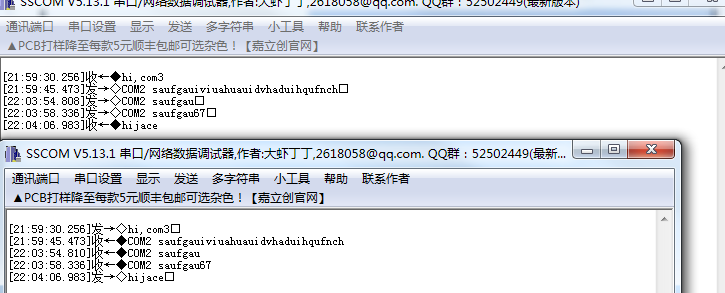 SSCOM V5.13.1 串口/网络数据调试器,作者:大虾丁丁,2618058@qq.com. QQ群：52502449(最新版本)
通讯端口 串口设置 显示 发送 多字符串 小工具 帮助 联系作者
▲PCB打样降至每款5元顺丰包邮可选杂色！【嘉立创官网】
[21:59:30.256]收←◆hi,com3
[21:59:45.473]发→◇COM2 saufgauiviuahuauidvhaduihqufnch□
[22:03:54.808]发→◇COM2 saufgau□
[22:03:58.336]发→◇COM2 saufgau67□
[22:04:06.983]收←◆hijace
SSCOM V5.13.1 串口/网络数据调试器,作者:大虾丁丁,2618058@qq.com. QQ群：52502449(最新...
通讯端口 串口设置 显示 发送 多字符串 小工具 帮助 联系作者
▲PCB打样降至每款5元顺丰包邮可选杂色！【嘉立创官网】
[21:59:30.256]发→◇hi,com3□
[21:59:45.473]收←◆COM2 saufgauiviuahuauidvhaduihqufnch
[22:03:54.810]收←◆COM2 saufgau
[22:03:58.336]收←◆COM2 saufgau67
[22:04:06.983]发→◇hijace□